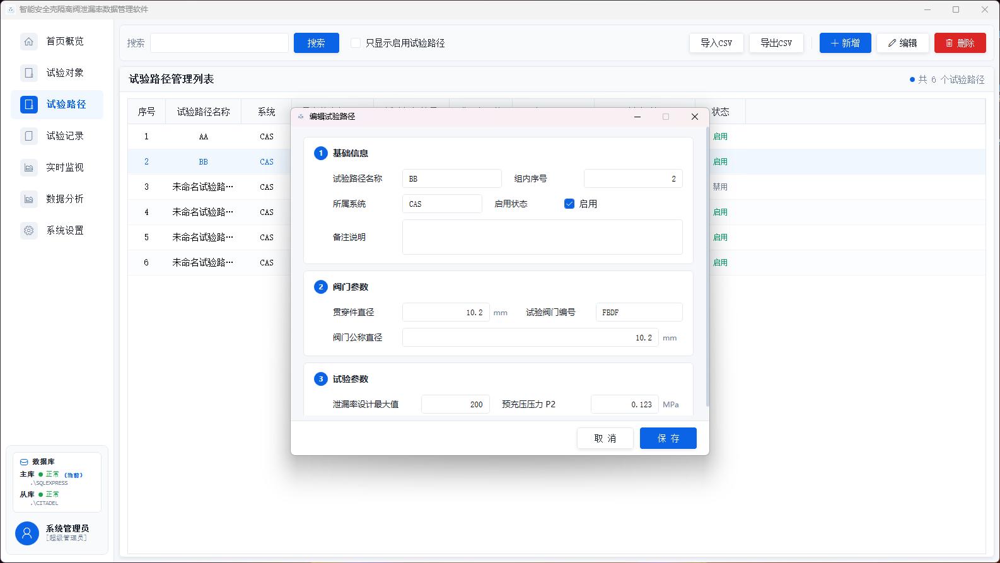 智能安全壳隔离阀泄漏率数据管理软件
首页概览
试验对象
试验路径
试验记录
实时监视
数据分析
系统设置
数据库
主库 正常 (当前)
.\SQLEXPRESS
从库 正常
.\CITADEL
系统管理员
[超级管理员]
搜索 搜索 只显示启用试验路径 导入CSV 导出CSV 新增 编辑 删除
试验路径管理列表 共 6 个试验路径
序号 试验路径名称 系统 状态
1 AA CAS 启用
2 BB CAS 启用
3 未命名试验路… CAS 禁用
4 未命名试验路… CAS 启用
5 未命名试验路… CAS 启用
6 未命名试验路… CAS 启用
编辑试验路径
1 基础信息
试验路径名称 BB 组内序号 2
所属系统 CAS 启用状态 启用
备注说明
2 阀门参数
贯穿件直径 10.2 mm 试验阀门编号 FBDF
阀门公称直径 10.2 mm
3 试验参数
泄漏率设计最大值 200 预充压压力 P2 0.123 MPa
取 消 保 存